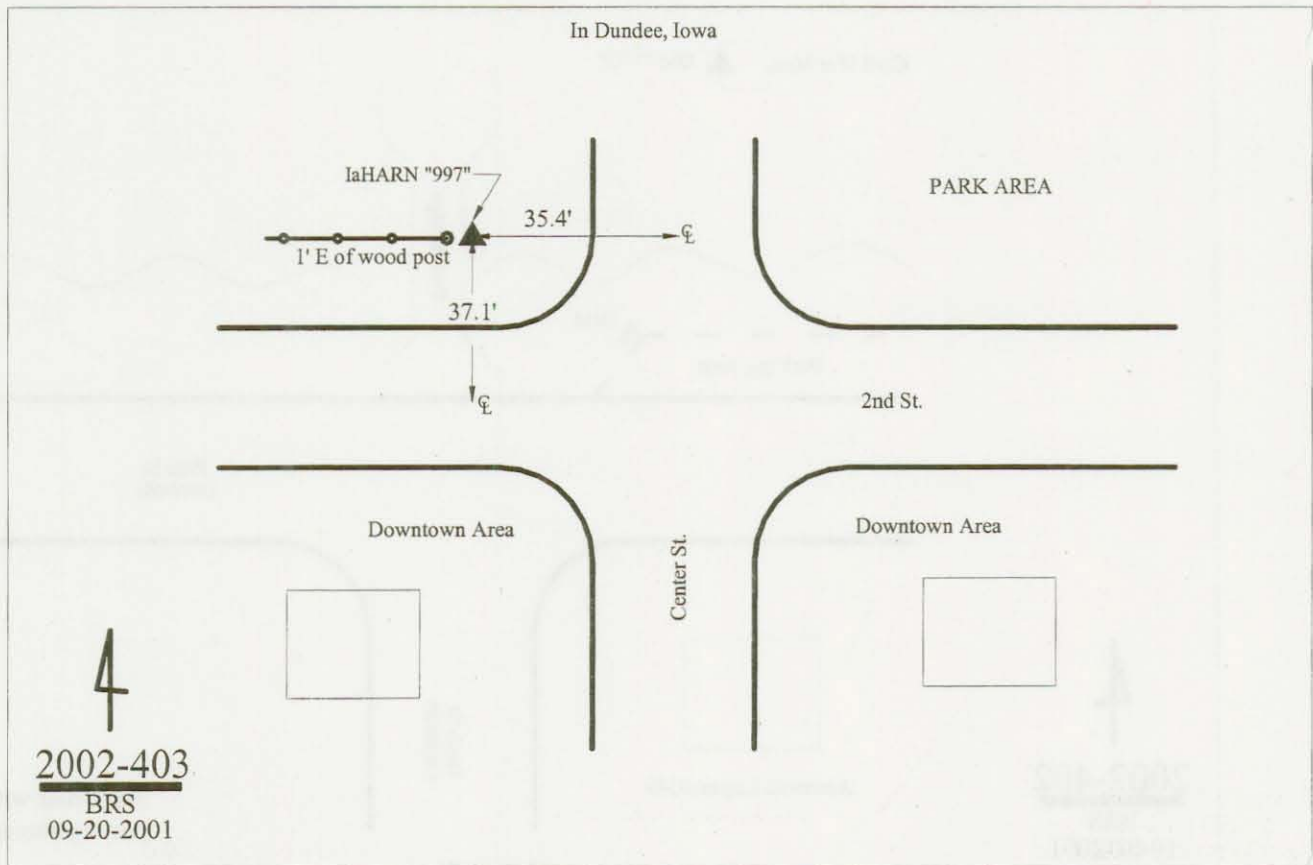 In Dundee, Iowa
IaHARN "997"
PARK AREA
35.4'
℄
1' E of wood post
37.1'
℄
2nd St.
Downtown Area
Downtown Area
Center St.
2002-403
BRS
09-20-2001